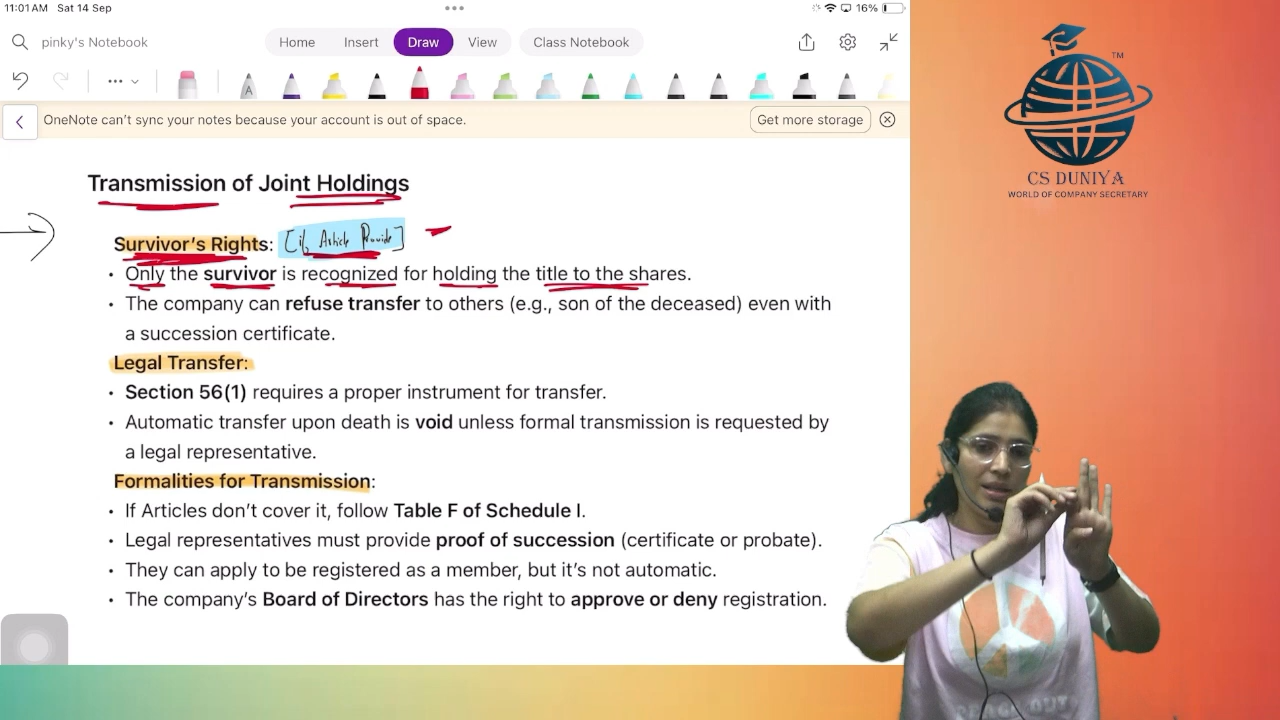 11:01 AM Sat 14 Sep
16%
pinky's Notebook
Home Insert Draw View Class Notebook
A
OneNote can't sync your notes because your account is out of space.
Get more storage
TM
CS DUNIYA
WORLD OF COMPANY SECRETARY
Transmission of Joint Holdings
Survivor's Rights: [if Article Provide]
• Only the survivor is recognized for holding the title to the shares.
• The company can refuse transfer to others (e.g., son of the deceased) even with
a succession certificate.
Legal Transfer:
• Section 56(1) requires a proper instrument for transfer.
• Automatic transfer upon death is void unless formal transmission is requested by
a legal representative.
Formalities for Transmission:
• If Articles don't cover it, follow Table F of Schedule I.
• Legal representatives must provide proof of succession (certificate or probate).
• They can apply to be registered as a member, but it's not automatic.
• The company's Board of Directors has the right to approve or deny registration.